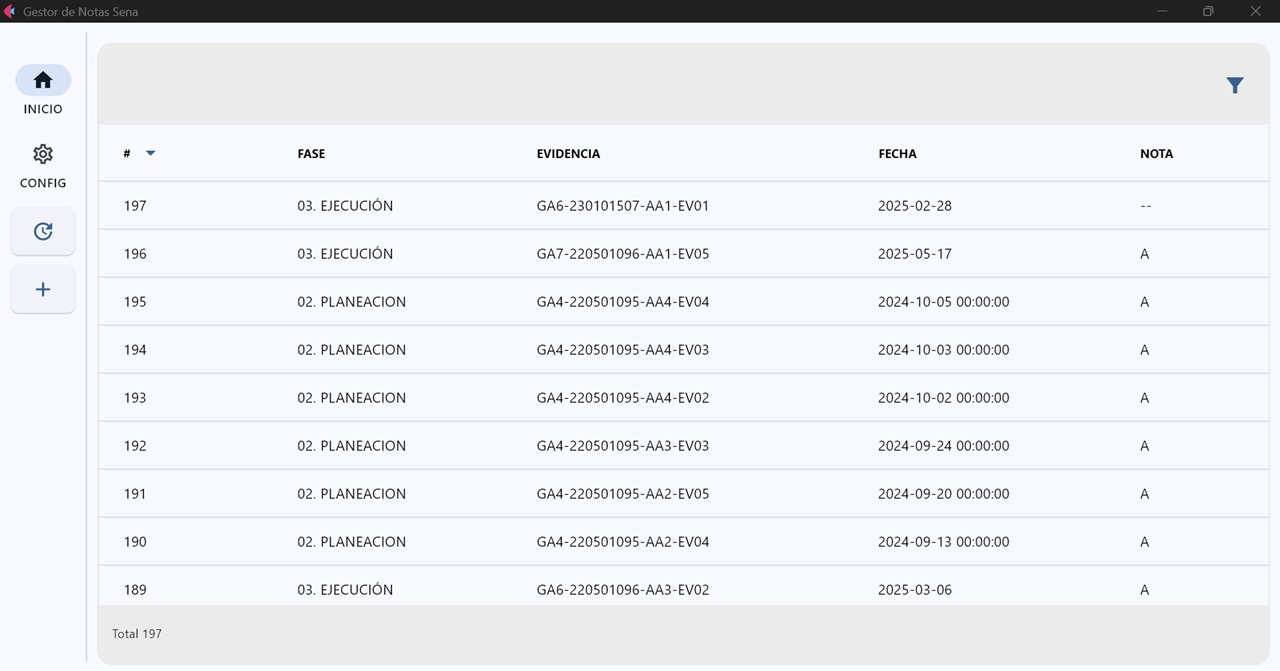 Gestor de Notas Sena
INICIO
CONFIG
# FASE EVIDENCIA FECHA NOTA
197 03. EJECUCIÓN GA6-230101507-AA1-EV01 2025-02-28 --
196 03. EJECUCIÓN GA7-220501096-AA1-EV05 2025-05-17 A
195 02. PLANEACION GA4-220501095-AA4-EV04 2024-10-05 00:00:00 A
194 02. PLANEACION GA4-220501095-AA4-EV03 2024-10-03 00:00:00 A
193 02. PLANEACION GA4-220501095-AA4-EV02 2024-10-02 00:00:00 A
192 02. PLANEACION GA4-220501095-AA3-EV03 2024-09-24 00:00:00 A
191 02. PLANEACION GA4-220501095-AA2-EV05 2024-09-20 00:00:00 A
190 02. PLANEACION GA4-220501095-AA2-EV04 2024-09-13 00:00:00 A
189 03. EJECUCIÓN GA6-220501096-AA3-EV02 2025-03-06 A
Total 197